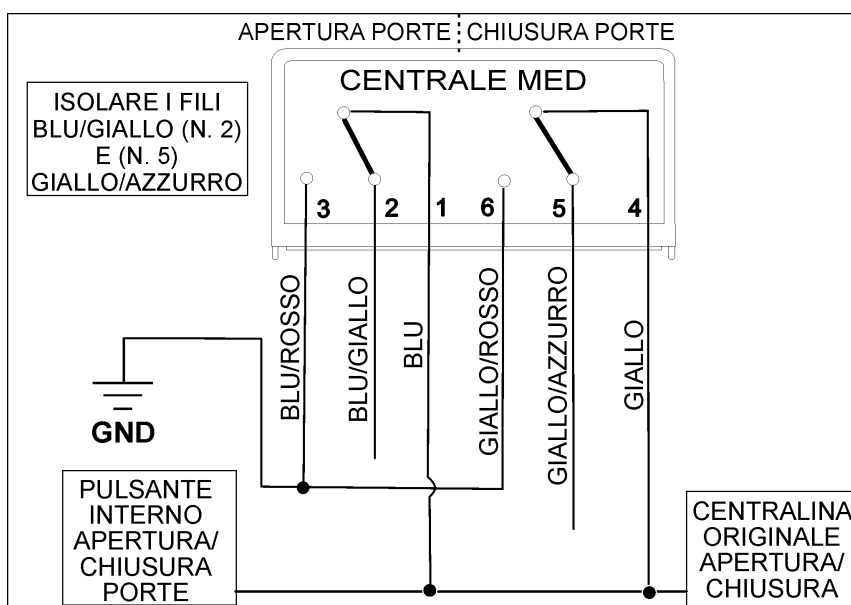 APERTURA PORTE
CHIUSURA PORTE
CENTRALE MED
ISOLARE I FILI
BLU/GIALLO (N. 2)
E (N. 5)
GIALLO/AZZURRO
3
2
1
6
5
4
BLU/ROSSO
BLU/GIALLO
BLU
GIALLO/ROSSO
GIALLO/AZZURRO
GIALLO
GND
PULSANTE
INTERNO
APERTURA/
CHIUSURA
PORTE
CENTRALINA
ORIGINALE
APERTURA/
CHIUSURA